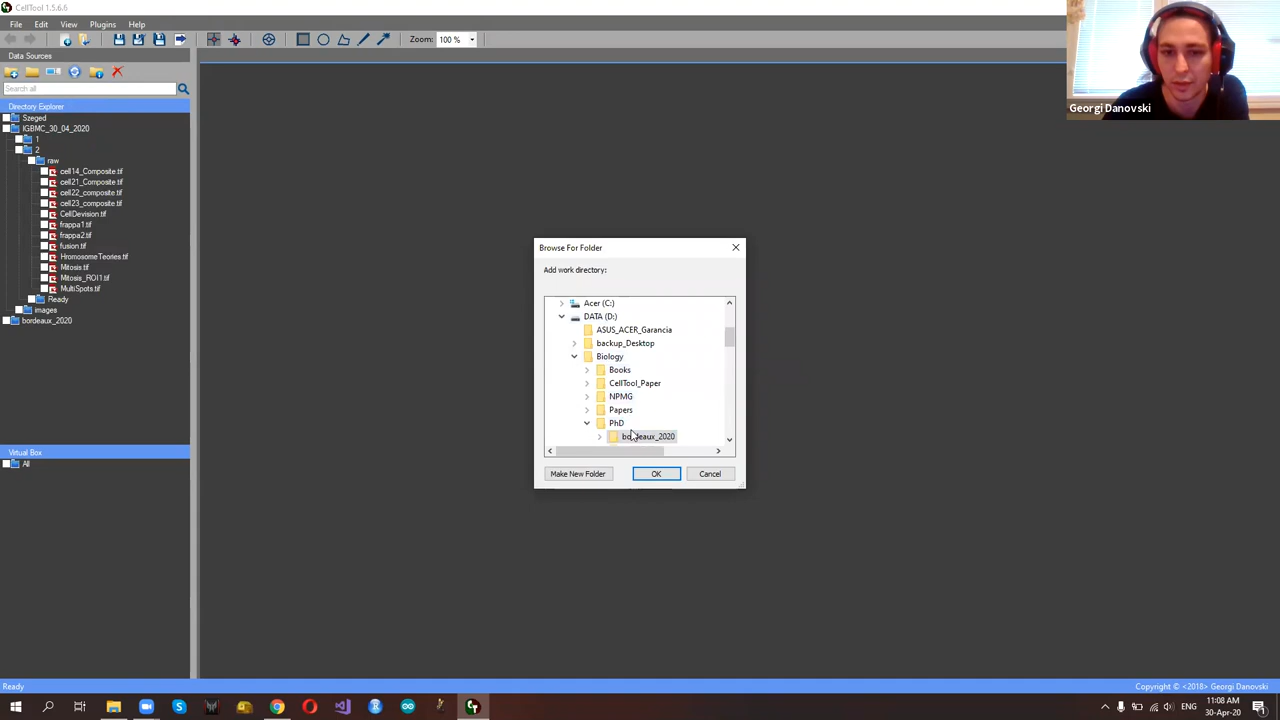 CellTool 1.5.6.6
File Edit View Plugins Help
Zoom: 100 %
Data Sources
Search all
Directory Explorer
Szeged
IGBMC_30_04_2020
1
2
raw
cell14_Composite.tif
cell21_Composite.tif
cell22_composite.tif
cell23_composite.tif
CellDevision.tif
frappa1.tif
frappa2.tif
fusion.tif
HromosomeTeories.tif
Mitosis.tif
Mitosis_ROI1.tif
MultiSpots.tif
Ready
images
bordeaux_2020
Virtual Box
All
Georgi Danovski
Browse For Folder
Add work directory:
Acer (C:)
DATA (D:)
ASUS_ACER_Garancia
backup_Desktop
Biology
Books
CellTool_Paper
NPMG
Papers
PhD
bordeaux_2020
Make New Folder OK Cancel
Ready
Copyright © <2018> Georgi Danovski
11:08 AM
30-Apr-20